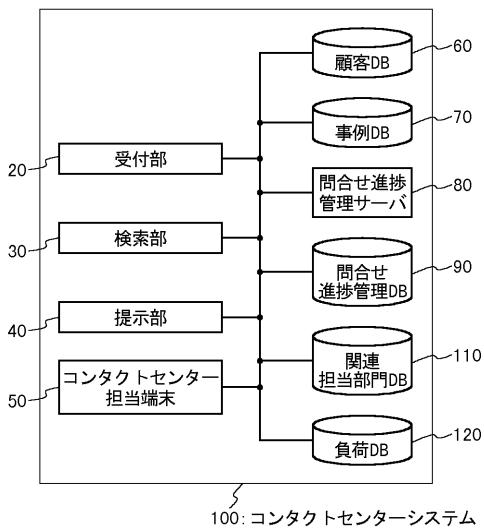 顧客DB
60
事例DB
70
受付部
20
問合せ進捗
管理サーバ
80
検索部
30
問合せ
進捗管理DB
90
提示部
40
関連
担当部門DB
110
コンタクトセンター
担当端末
50
負荷DB
120
100:コンタクトセンターシステム